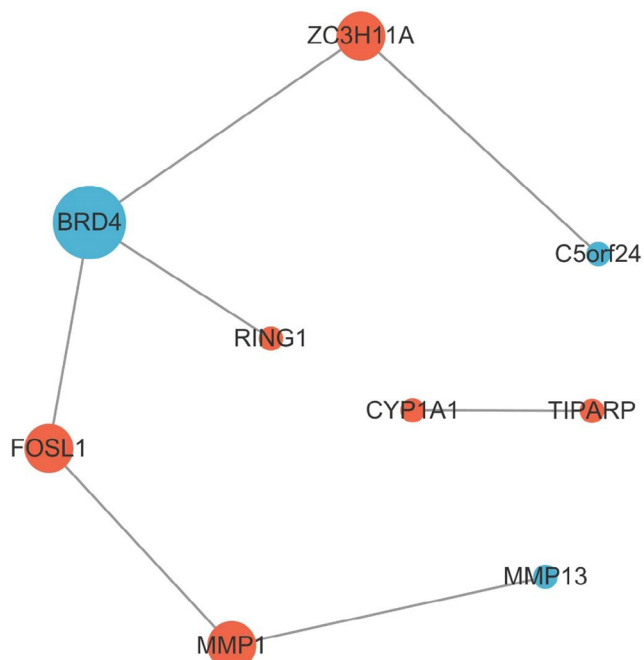 ZC3H11A
BRD4
C5orf24
RING1
CYP1A1
TIPARP
FOSL1
MMP13
MMP1